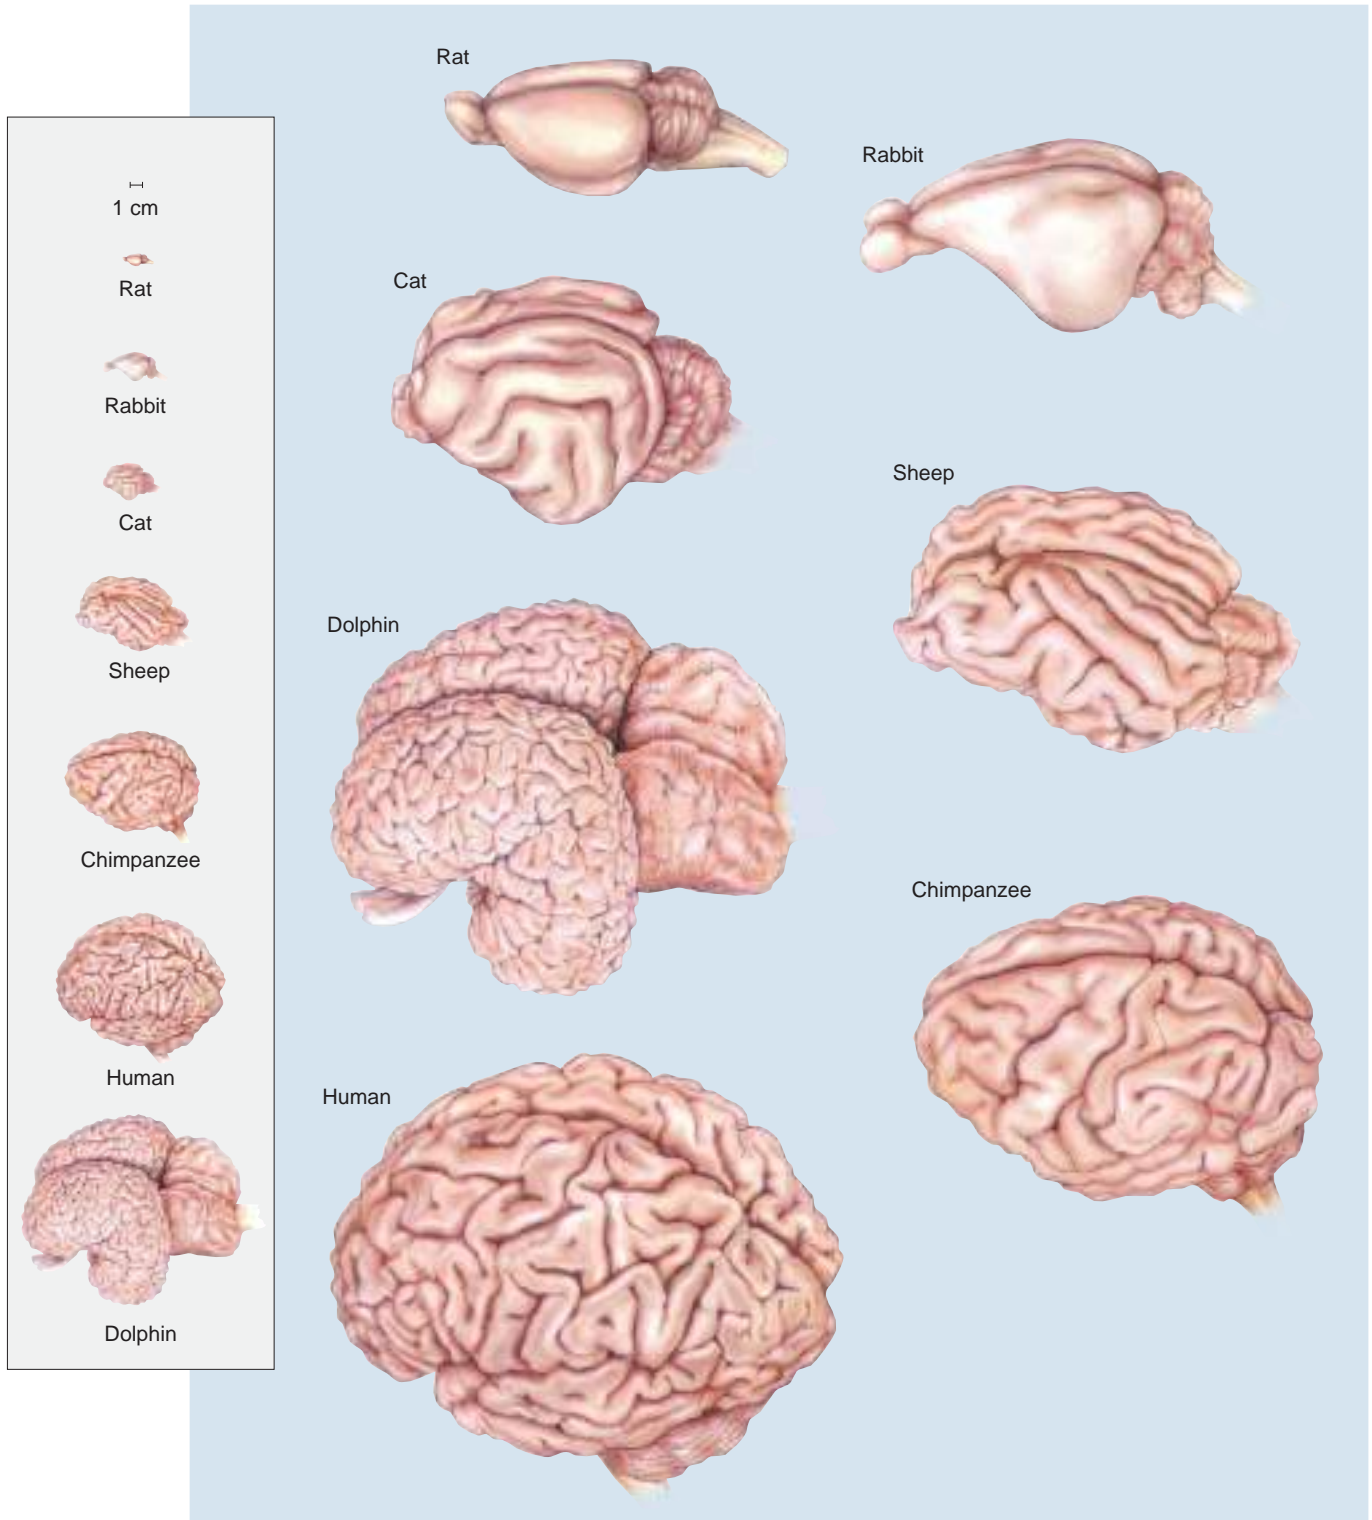 1 cm
Rat
Rabbit
Cat
Sheep
Chimpanzee
Human
Dolphin
Rat
Rabbit
Cat
Sheep
Dolphin
Chimpanzee
Human